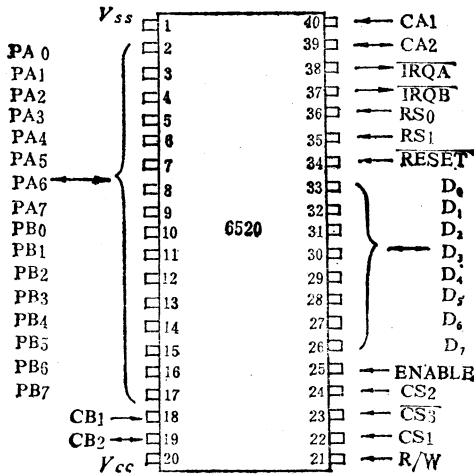 Vss 1 40 CA1
PA0 2 39 CA2
PA1 3 38 IRQA
PA2 4 37 IRQB
PA3 5 36 RS0
PA4 6 35 RS1
PA5 7 34 RESET
PA6 8 33 D0
PA7 9 32 D1
PB0 10 6520 31 D2
PB1 11 30 D3
PB2 12 29 D4
PB3 13 28 D5
PB4 14 27 D6
PB5 15 26 D7
PB6 16 25 ENABLE
PB7 17 24 CS2
CB1 18 23 CS3
CB2 19 22 CS1
Vcc 20 21 R/W